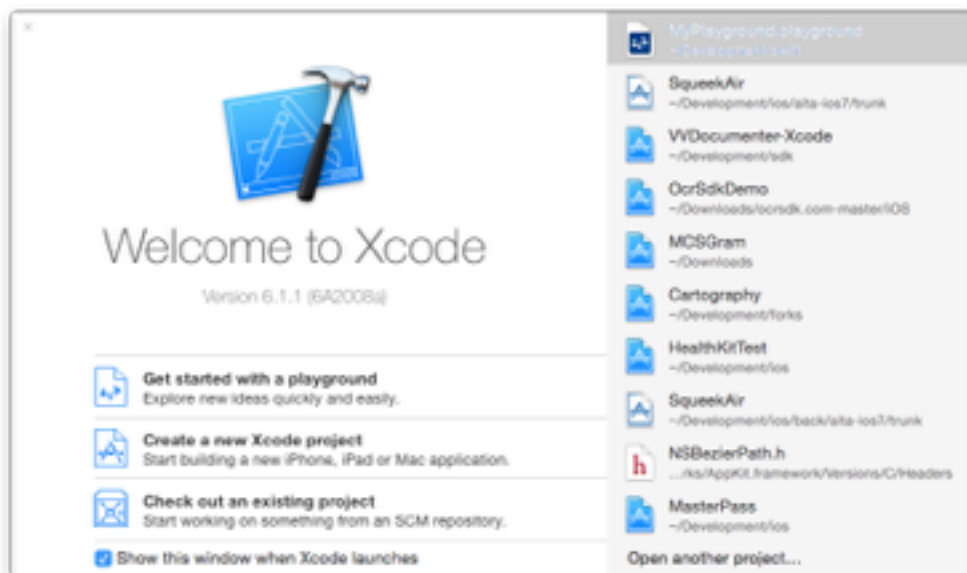 Welcome to Xcode
Version 6.1.1 (6A2008a)
Get started with a playground
Explore new ideas quickly and easily.
Create a new Xcode project
Start building a new iPhone, iPad or Mac application.
Check out an existing project
Start working on something from an SCM repository.
Show this window when Xcode launches
MyPlayground.playground
~/Development/swift
SqueekAir
~/Development/ios/alta-ios7/trunk
VVDocumenter-Xcode
~/Development/sdk
OcrSdkDemo
~/Downloads/ocrsdk.com-master/iOS
MCSGram
~/Downloads
Cartography
~/Development/forks
HealthKitTest
~/Development/ios
SqueekAir
~/Development/ios/back/alta-ios7/trunk
h
NSBezierPath.h
.../ks/AppKit.framework/Versions/C/Headers
MasterPass
~/Development/ios
Open another project...